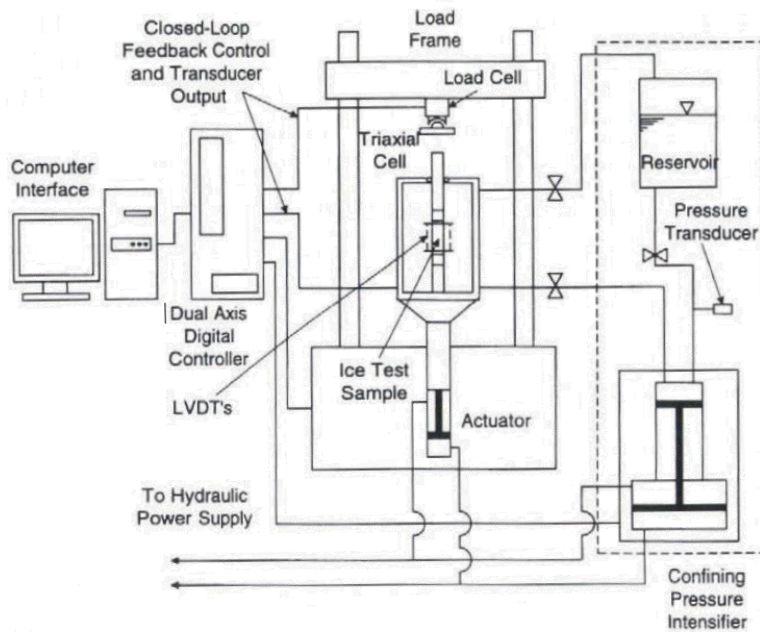 Closed-Loop
Feedback Control
and Transducer
Output
Load
Frame
Load Cell
Triaxial
Cell
Reservoir
Computer
Interface
Pressure
Transducer
Dual Axis
Digital
Controller
Ice Test
Sample
LVDT's
Actuator
To Hydraulic
Power Supply
Confining
Pressure
Intensifier